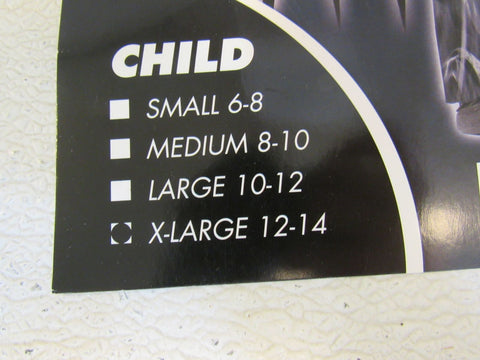 CHILD
SMALL 6-8
MEDIUM 8-10
LARGE 10-12
X-LARGE 12-14